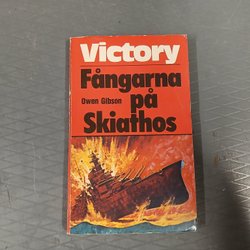 Victory
Fångarna
Owen Gibson på
Skiathos